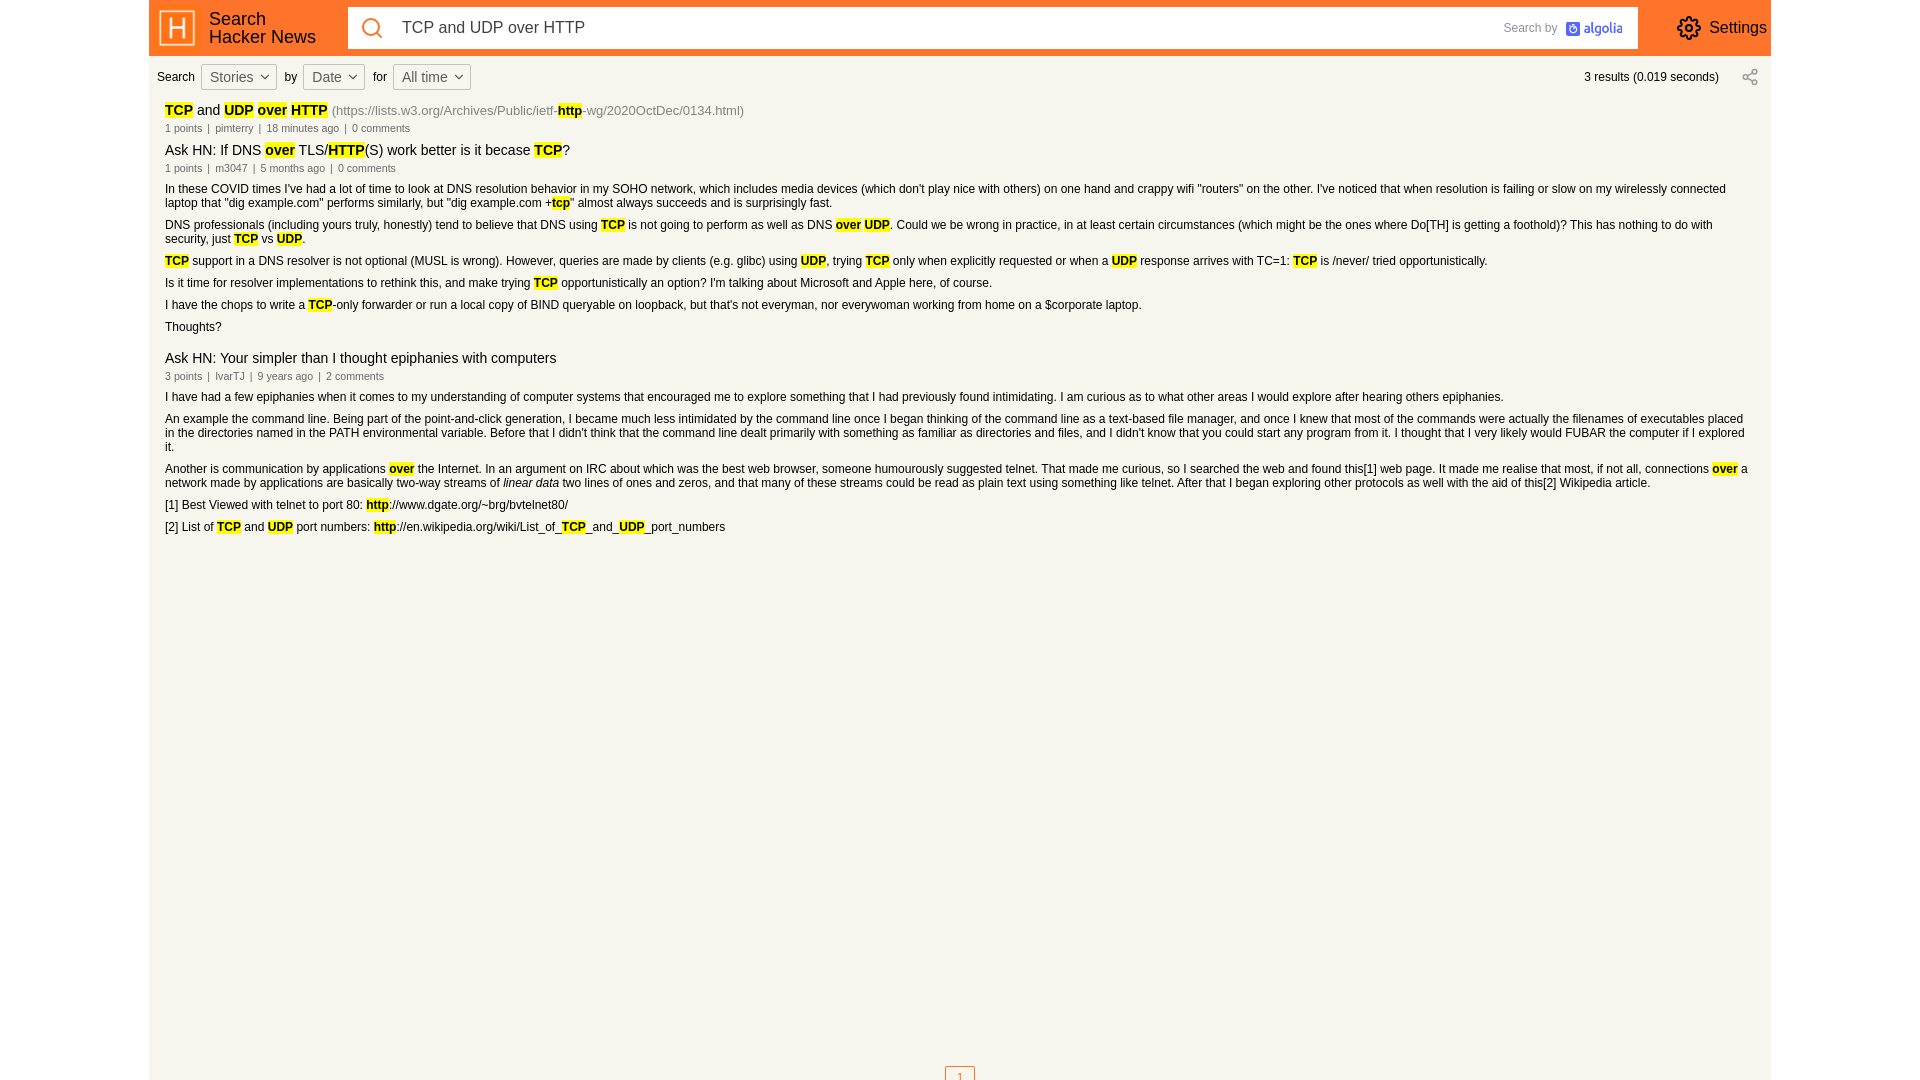 Search
Hacker News
TCP and UDP over HTTP
Search by algolia
Settings
Search Stories by Date for All time
3 results (0.019 seconds)
TCP and UDP over HTTP (https://lists.w3.org/Archives/Public/ietf-http-wg/2020OctDec/0134.html)
1 points | pimterry | 18 minutes ago | 0 comments
Ask HN: If DNS over TLS/HTTP(S) work better is it becase TCP?
1 points | m3047 | 5 months ago | 0 comments
In these COVID times I've had a lot of time to look at DNS resolution behavior in my SOHO network, which includes media devices (which don't play nice with others) on one hand and crappy wifi "routers" on the other. I've noticed that when resolution is failing or slow on my wirelessly connected
laptop that "dig example.com" performs similarly, but "dig example.com +tcp" almost always succeeds and is surprisingly fast.
DNS professionals (including yours truly, honestly) tend to believe that DNS using TCP is not going to perform as well as DNS over UDP. Could we be wrong in practice, in at least certain circumstances (which might be the ones where Do[TH] is getting a foothold)? This has nothing to do with
security, just TCP vs UDP.
TCP support in a DNS resolver is not optional (MUSL is wrong). However, queries are made by clients (e.g. glibc) using UDP, trying TCP only when explicitly requested or when a UDP response arrives with TC=1: TCP is /never/ tried opportunistically.
Is it time for resolver implementations to rethink this, and make trying TCP opportunistically an option? I'm talking about Microsoft and Apple here, of course.
I have the chops to write a TCP-only forwarder or run a local copy of BIND queryable on loopback, but that's not everyman, nor everywoman working from home on a $corporate laptop.
Thoughts?
Ask HN: Your simpler than I thought epiphanies with computers
3 points | IvarTJ | 9 years ago | 2 comments
I have had a few epiphanies when it comes to my understanding of computer systems that encouraged me to explore something that I had previously found intimidating. I am curious as to what other areas I would explore after hearing others epiphanies.
An example the command line. Being part of the point-and-click generation, I became much less intimidated by the command line once I began thinking of the command line as a text-based file manager, and once I knew that most of the commands were actually the filenames of executables placed
in the directories named in the PATH environmental variable. Before that I didn't think that the command line dealt primarily with something as familiar as directories and files, and I didn't know that you could start any program from it. I thought that I very likely would FUBAR the computer if I explored
it.
Another is communication by applications over the Internet. In an argument on IRC about which was the best web browser, someone humourously suggested telnet. That made me curious, so I searched the web and found this[1] web page. It made me realise that most, if not all, connections over a
network made by applications are basically two-way streams of linear data two lines of ones and zeros, and that many of these streams could be read as plain text using something like telnet. After that I began exploring other protocols as well with the aid of this[2] Wikipedia article.
[1] Best Viewed with telnet to port 80: http://www.dgate.org/~brg/bvtelnet80/
[2] List of TCP and UDP port numbers: http://en.wikipedia.org/wiki/List_of_TCP_and_UDP_port_numbers
1